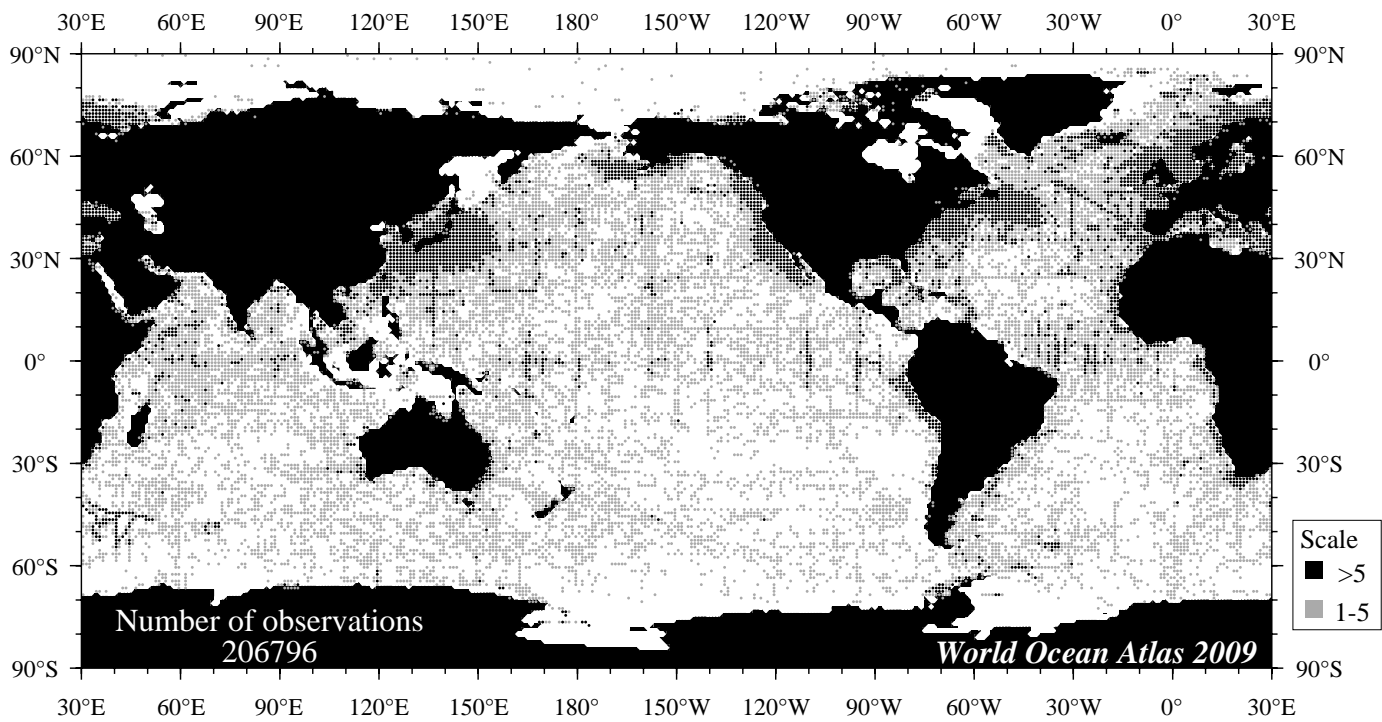 30°E 60°E 90°E 120°E 150°E 180° 150°W 120°W 90°W 60°W 30°W 0° 30°E
90°N 90°N
60°N 60°N
30°N 30°N
0° 0°
30°S 30°S
60°S 60°S
90°S 90°S
Scale
>5
1-5
Number of observations
206796
World Ocean Atlas 2009
30°E 60°E 90°E 120°E 150°E 180° 150°W 120°W 90°W 60°W 30°W 0° 30°E